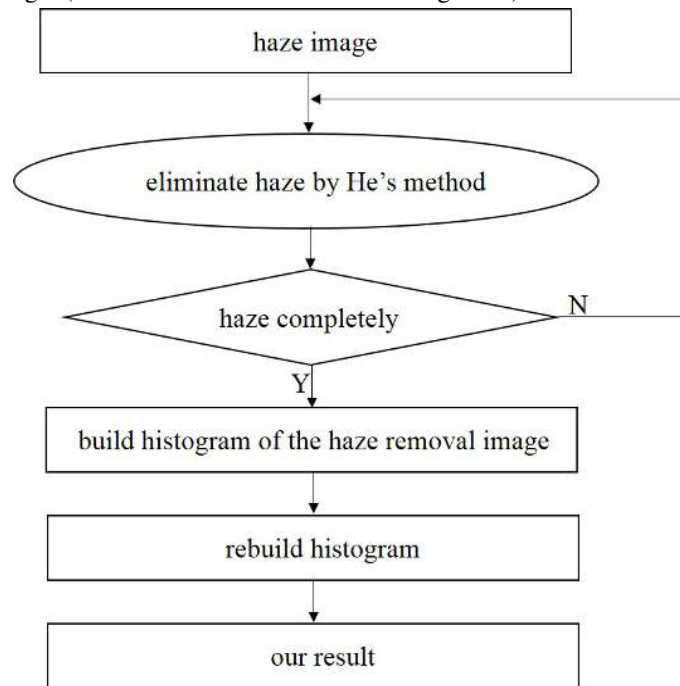 haze image
eliminate haze by He's method
haze completely
N
Y
build histogram of the haze removal image
rebuild histogram
our result